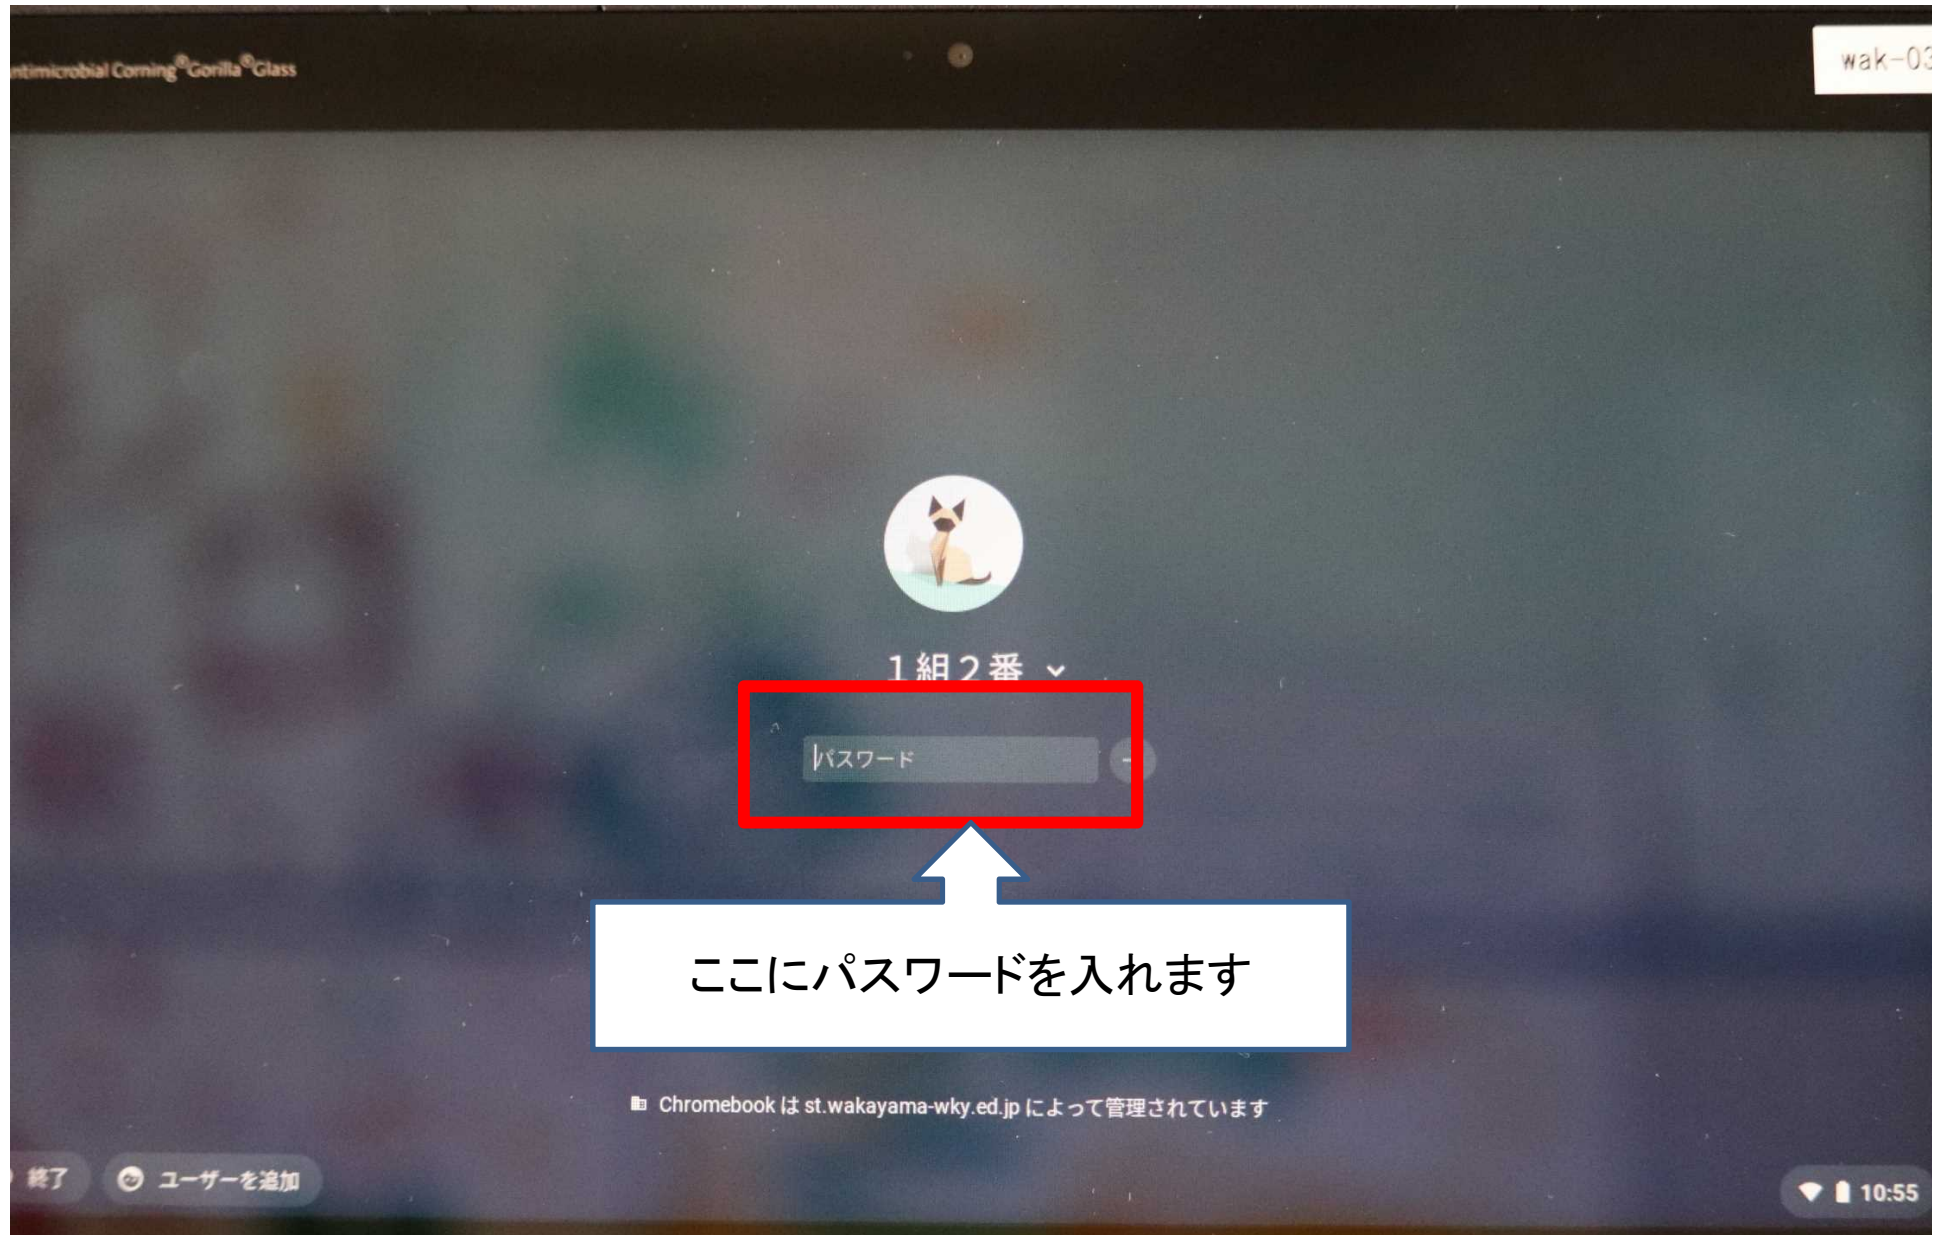 ntimicrobial Corning®Gorilla®Glass
wak-03
1組2番
パスワード
ここにパスワードを入れます
Chromebook は st.wakayama-wky.ed.jp によって管理されています
終了
ユーザーを追加
10:55